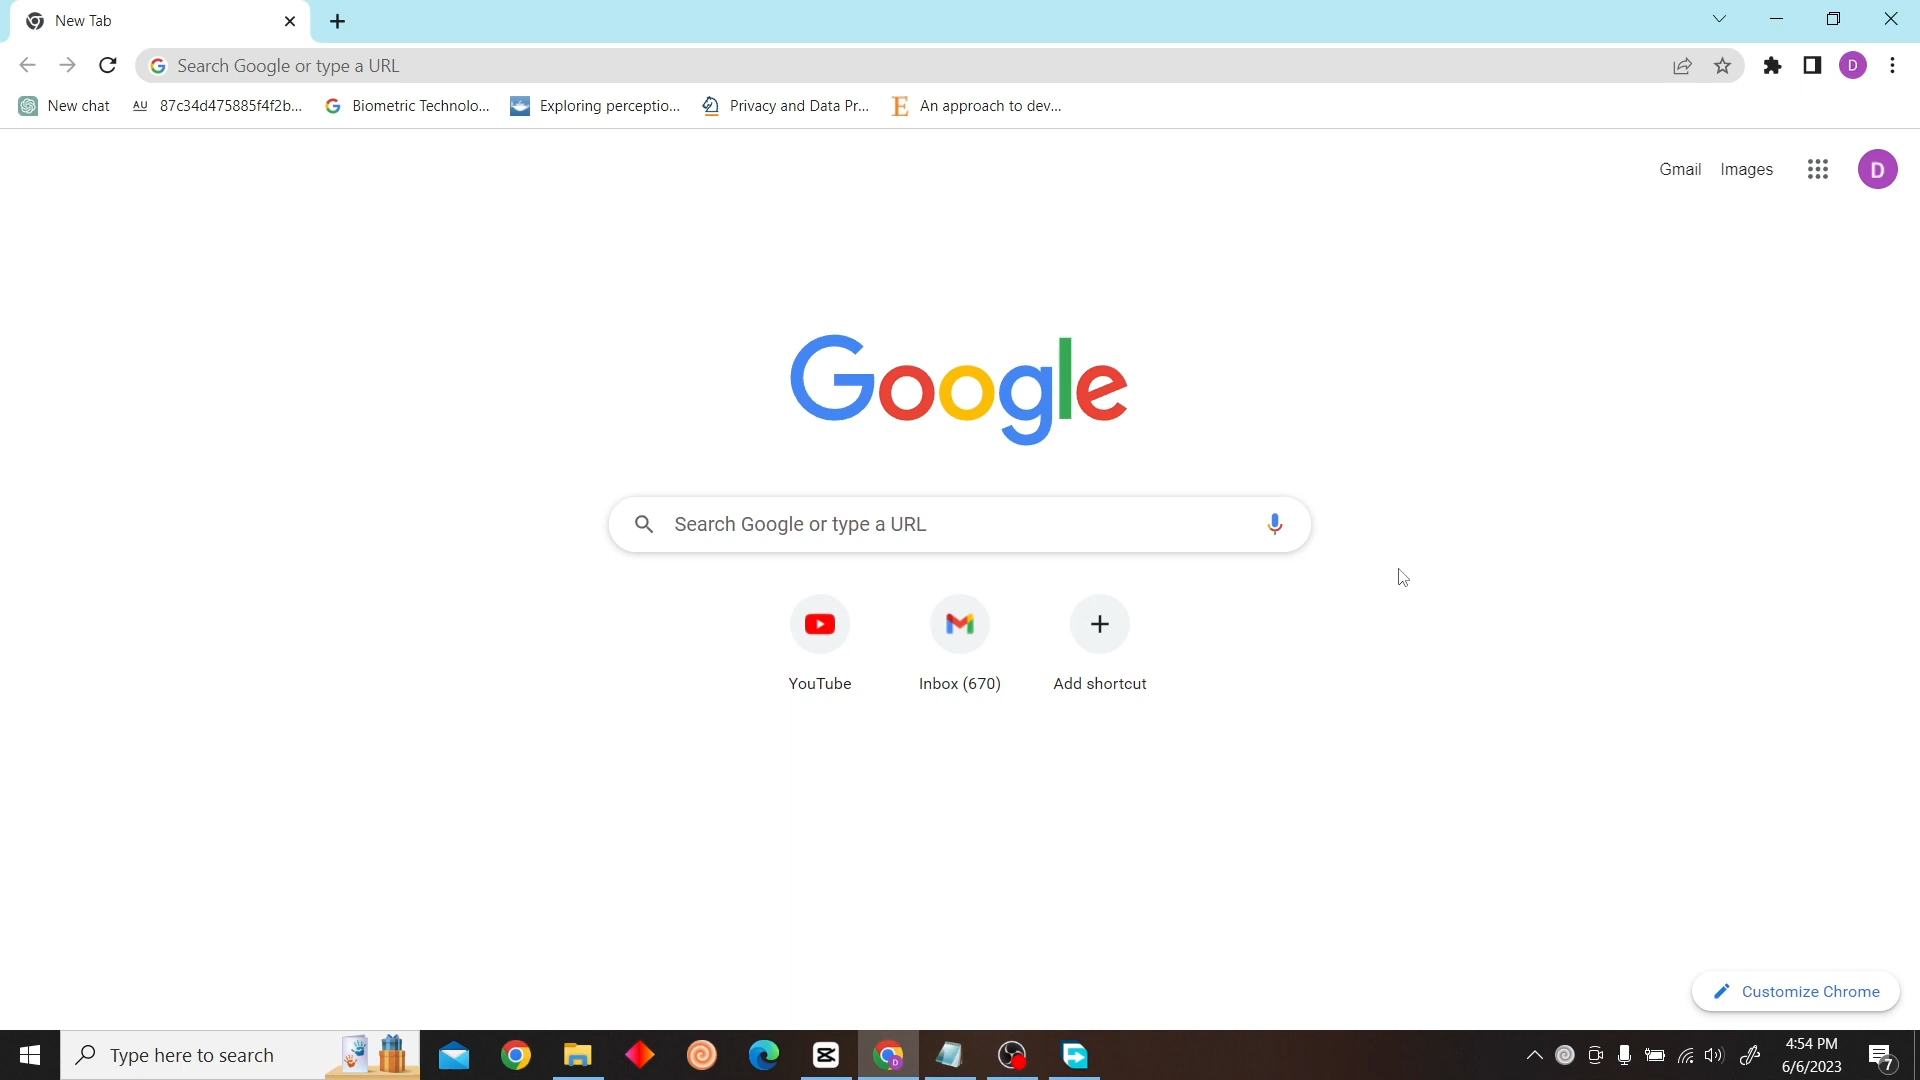 New Tab
Search Google or type a URL
New chat
AU 87c34d475885f4f2b...
Biometric Technolo...
Exploring perceptio...
Privacy and Data Pr...
E An approach to dev...
D
Gmail
Images
D
Google
Search Google or type a URL
YouTube
Inbox (670)
Add shortcut
Customize Chrome
Type here to search
4:54 PM
6/6/2023
7